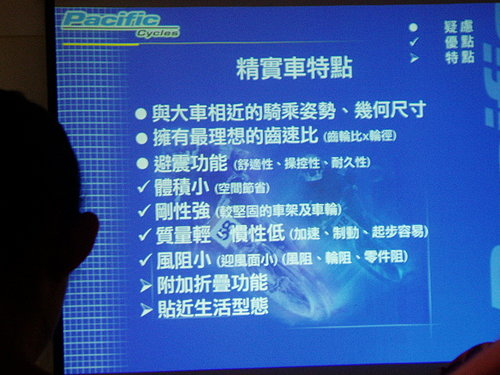 Pacific
Cycles
● 疑慮
✓ 優點
➢ 特點
精實車特點
● 與大車相近的騎乘姿勢、幾何尺寸
● 擁有最理想的齒速比 (齒輪比x輪徑)
● 避震功能 (舒適性、操控性、耐久性)
✓ 體積小 (空間節省)
✓ 剛性強 (較堅固的車架及車輪)
✓ 質量輕、慣性低 (加速、制動、起步容易)
✓ 風阻小 (迎風面小) (風阻、輪阻、零件阻)
➢ 附加折疊功能
➢ 貼近生活型態